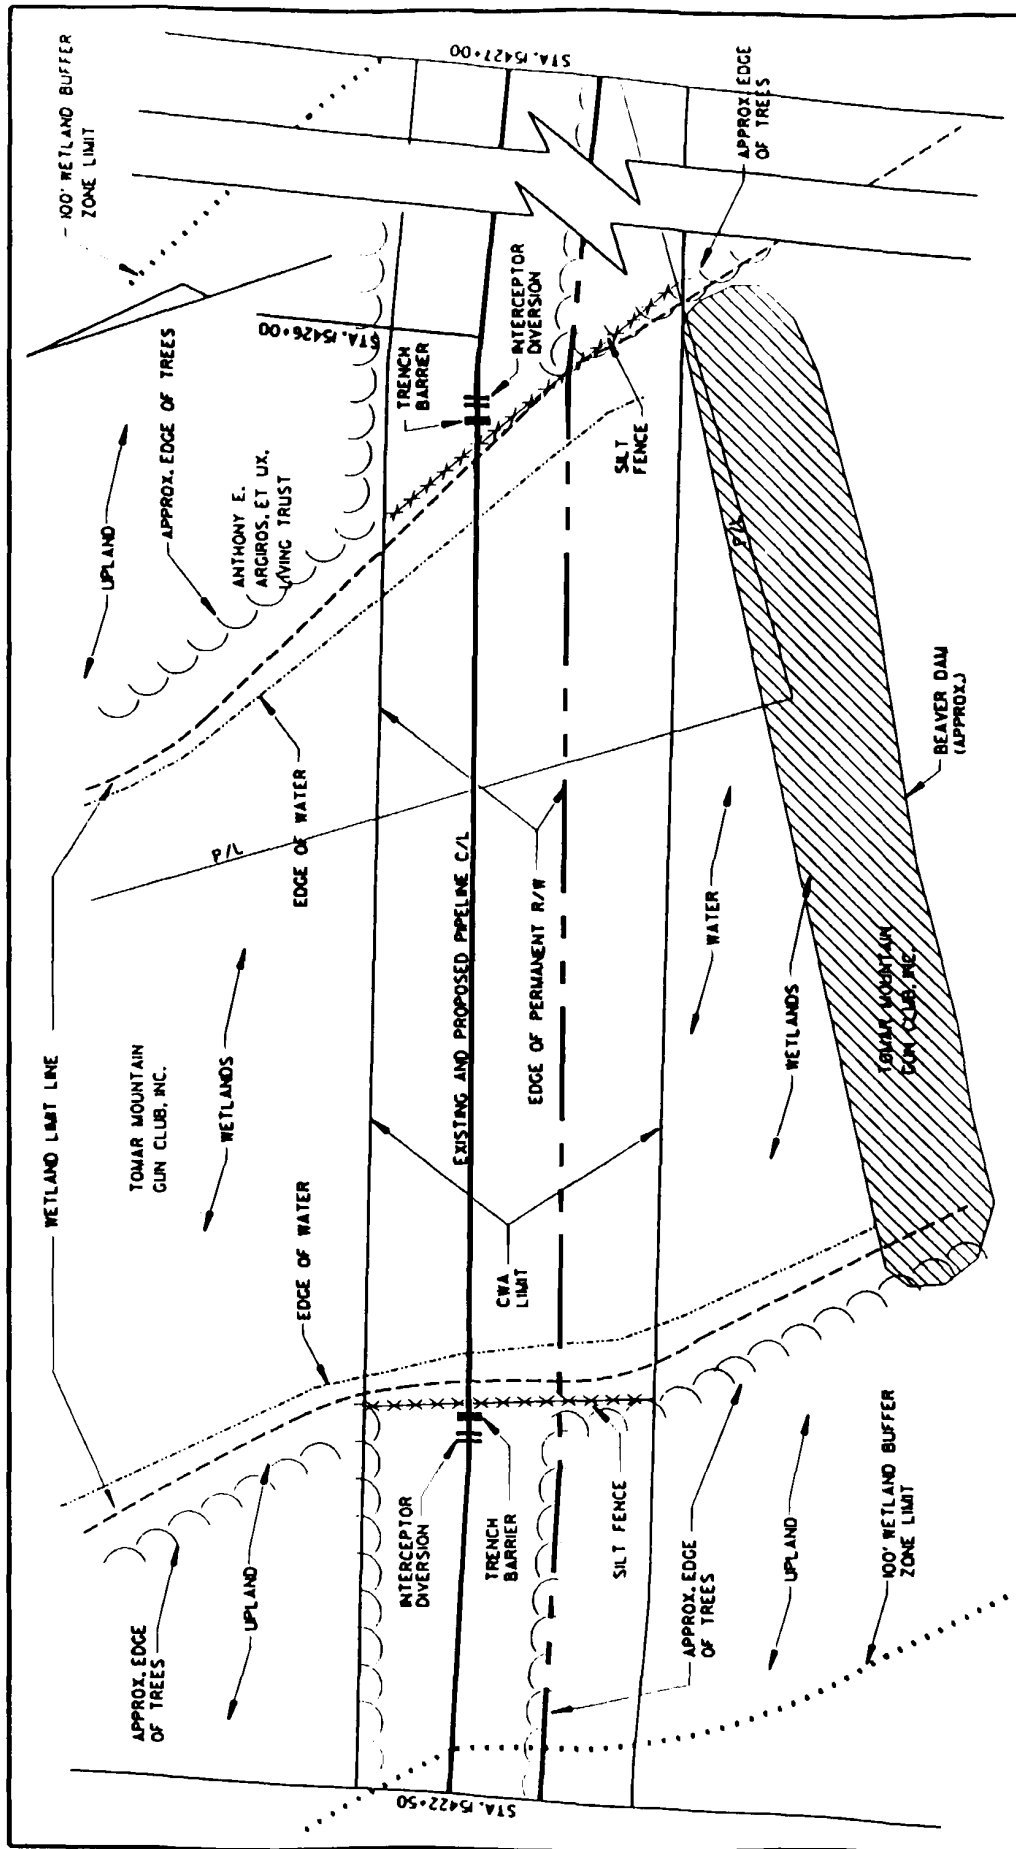 -100' WETLAND BUFFER
ZONE LIMIT
STA. 15427+00
APPROX. EDGE
OF TREES
UPLAND
APPROX. EDGE OF TREES
ANTHONY E.
ARGIROS, ET UX.
LIVING TRUST
STA. 15426+00
TRENCH
BARRIER
INTERCEPTOR
DIVERSION
SILT
FENCE
P/L
WETLAND LIMIT LINE
EDGE OF WATER
P/L
TOMAR MOUNTAIN
GUN CLUB, INC.
WETLANDS
EXISTING AND PROPOSED PIPELINE C/L
EDGE OF PERMANENT R/W
WATER
BEAVER DAM
(APPROX.)
WETLANDS
TOMAR MOUNTAIN
GUN CLUB, INC.
EDGE OF WATER
CWA
LIMIT
APPROX. EDGE
OF TREES
UPLAND
INTERCEPTOR
DIVERSION
TRENCH
BARRIER
SILT FENCE
APPROX. EDGE
OF TREES
UPLAND
100' WETLAND BUFFER
ZONE LIMIT
STA. 15422+50